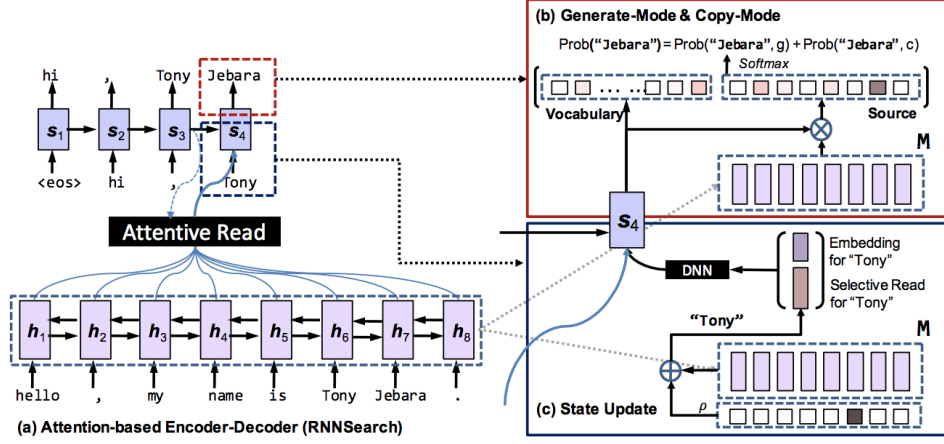 hi , Tony Jebara
s1 s2 s3 s4
<eos> hi , Tony
Attentive Read
h1 h2 h3 h4 h5 h6 h7 h8
hello , my name is Tony Jebara .
(a) Attention-based Encoder-Decoder (RNNSearch)
(b) Generate-Mode & Copy-Mode
Prob("Jebara") = Prob("Jebara", g) + Prob("Jebara", c)
Softmax
... ...
Vocabulary Source
M
s4
DNN
Embedding
for "Tony"
Selective Read
for "Tony"
"Tony"
M
ρ
(c) State Update